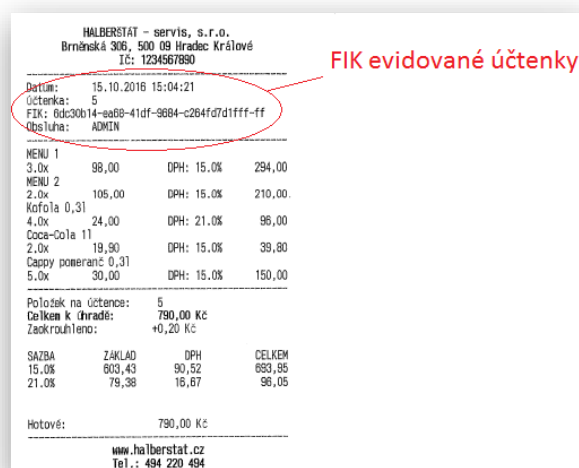 HALBERSTÁT - servis, s.r.o.
Brněnská 306, 500 09 Hradec Králové
Ič: 1234567890
FIK evidované účtenky
Datum: 15.10.2016 15:04:21
Účtenka: 5
FIK: 6dc30b14-ea68-41df-9684-c264fd7d1fff-ff
Obsluha: ADMIN
MENU 1
3.0x 98,00 DPH: 15.0% 294,00
MENU 2
2.0x 105,00 DPH: 15.0% 210,00
Kofola 0,3l
4.0x 24,00 DPH: 21.0% 96,00
Coca-Cola 1l
2.0x 19,90 DPH: 15.0% 39,80
Cappy pomeranč 0,3l
5.0x 30,00 DPH: 15.0% 150,00
Položek na účtence: 5
Celkem k úhradě: 790,00 Kč
Zaokrouhleno: +0,20 Kč
SAZBA ZÁKLAD DPH CELKEM
15.0% 603,43 90,52 693,95
21.0% 79,38 16,67 96,05
Hotově: 790,00 Kč
www.halberstat.cz
Tel.: 494 220 494